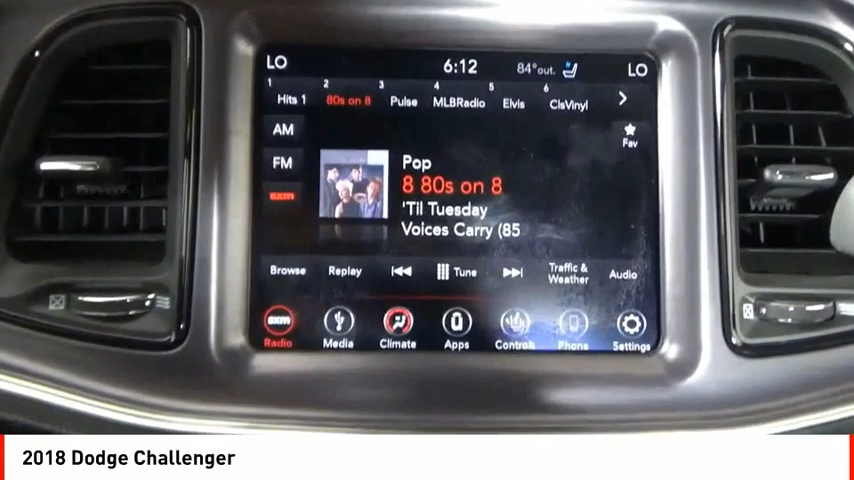 LO 6:12 84°out. LO
1 2 3 4 5 6
Hits 1 80s on 8 Pulse MLBRadio Elvis ClsVinyl
AM
Fav
FM
Pop
8 80s on 8
sxm
'Til Tuesday
Voices Carry (85
Browse Replay Tune Traffic & Weather Audio
sxm
Radio Media Climate Apps Controls Phone Settings
2018 Dodge Challenger